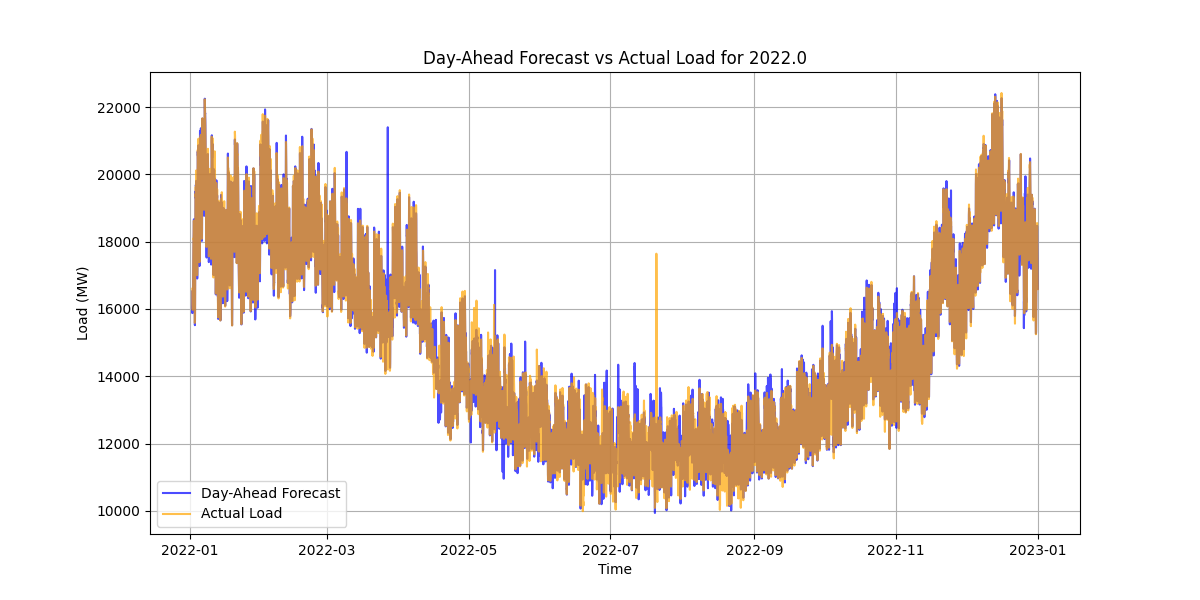 Day-Ahead Forecast vs Actual Load for 2022.0
Load (MW)
22000
20000
18000
16000
14000
12000
10000
Day-Ahead Forecast
Actual Load
2022-01 2022-03 2022-05 2022-07 2022-09 2022-11 2023-01
Time